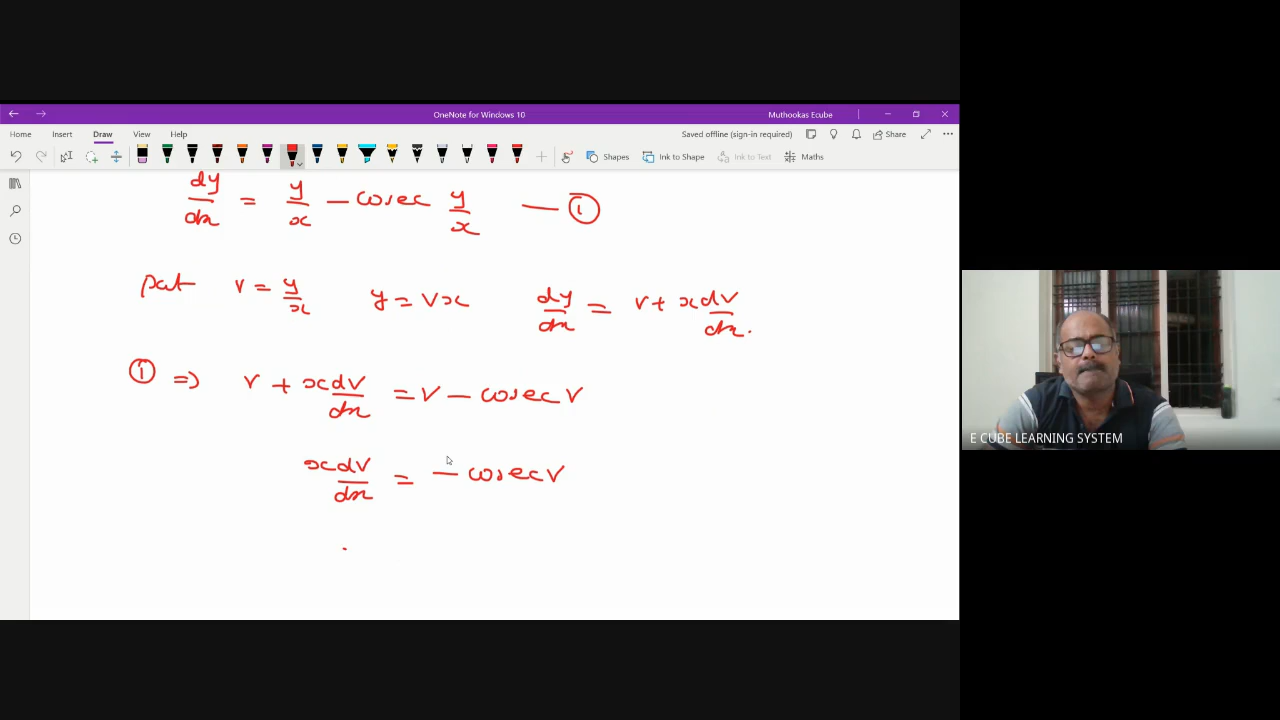 OneNote for Windows 10
Muthookas Ecube
Home Insert Draw View Help
Saved offline (sign-in required)
Share
Shapes Ink to Shape Ink to Text Maths
dy/dx = y/x - cosec y/x — ①
put v = y/x y = vx dy/dx = v + x dv/dx.
① ⇒ v + x dv/dx = v - cosec v
x dv/dx = - cosec v
E CUBE LEARNING SYSTEM